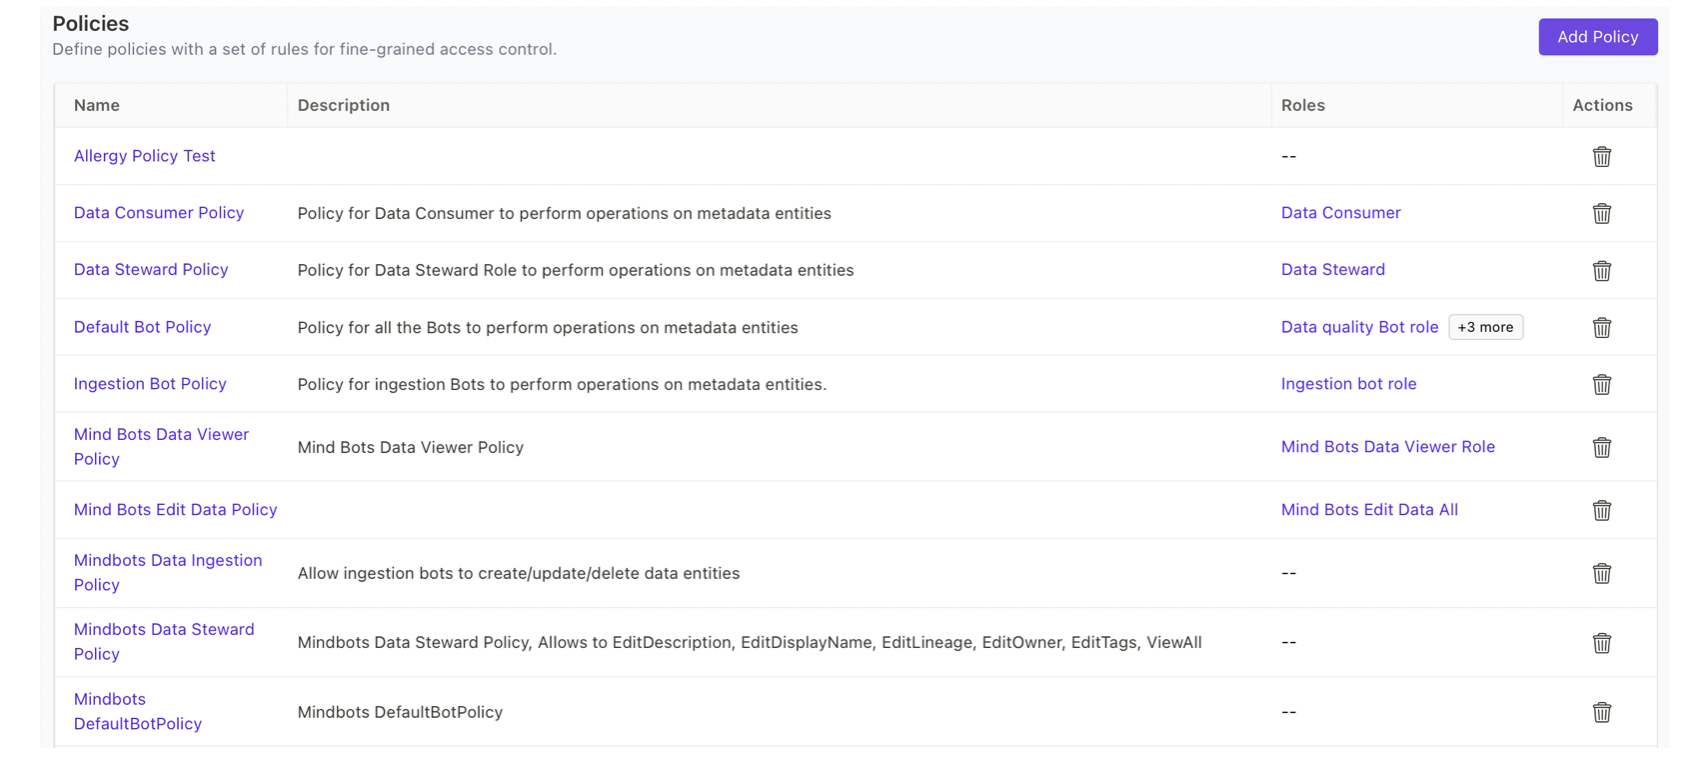 Policies
Define policies with a set of rules for fine-grained access control.
Add Policy
Name Description Roles Actions
Allergy Policy Test --
Data Consumer Policy Policy for Data Consumer to perform operations on metadata entities Data Consumer
Data Steward Policy Policy for Data Steward Role to perform operations on metadata entities Data Steward
Default Bot Policy Policy for all the Bots to perform operations on metadata entities Data quality Bot role +3 more
Ingestion Bot Policy Policy for ingestion Bots to perform operations on metadata entities. Ingestion bot role
Mind Bots Data Viewer
Policy
Mind Bots Data Viewer Policy Mind Bots Data Viewer Role
Mind Bots Edit Data Policy Mind Bots Edit Data All
Mindbots Data Ingestion
Policy
Allow ingestion bots to create/update/delete data entities --
Mindbots Data Steward
Policy
Mindbots Data Steward Policy, Allows to EditDescription, EditDisplayName, EditLineage, EditOwner, EditTags, ViewAll --
Mindbots
DefaultBotPolicy
Mindbots DefaultBotPolicy --